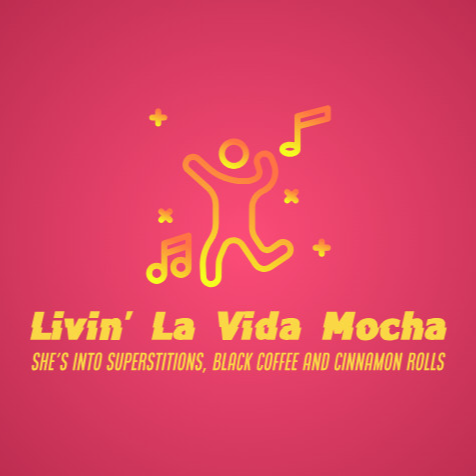 Livin' La Vida Mocha
SHE'S INTO SUPERSTITIONS, BLACK COFFEE AND CINNAMON ROLLS